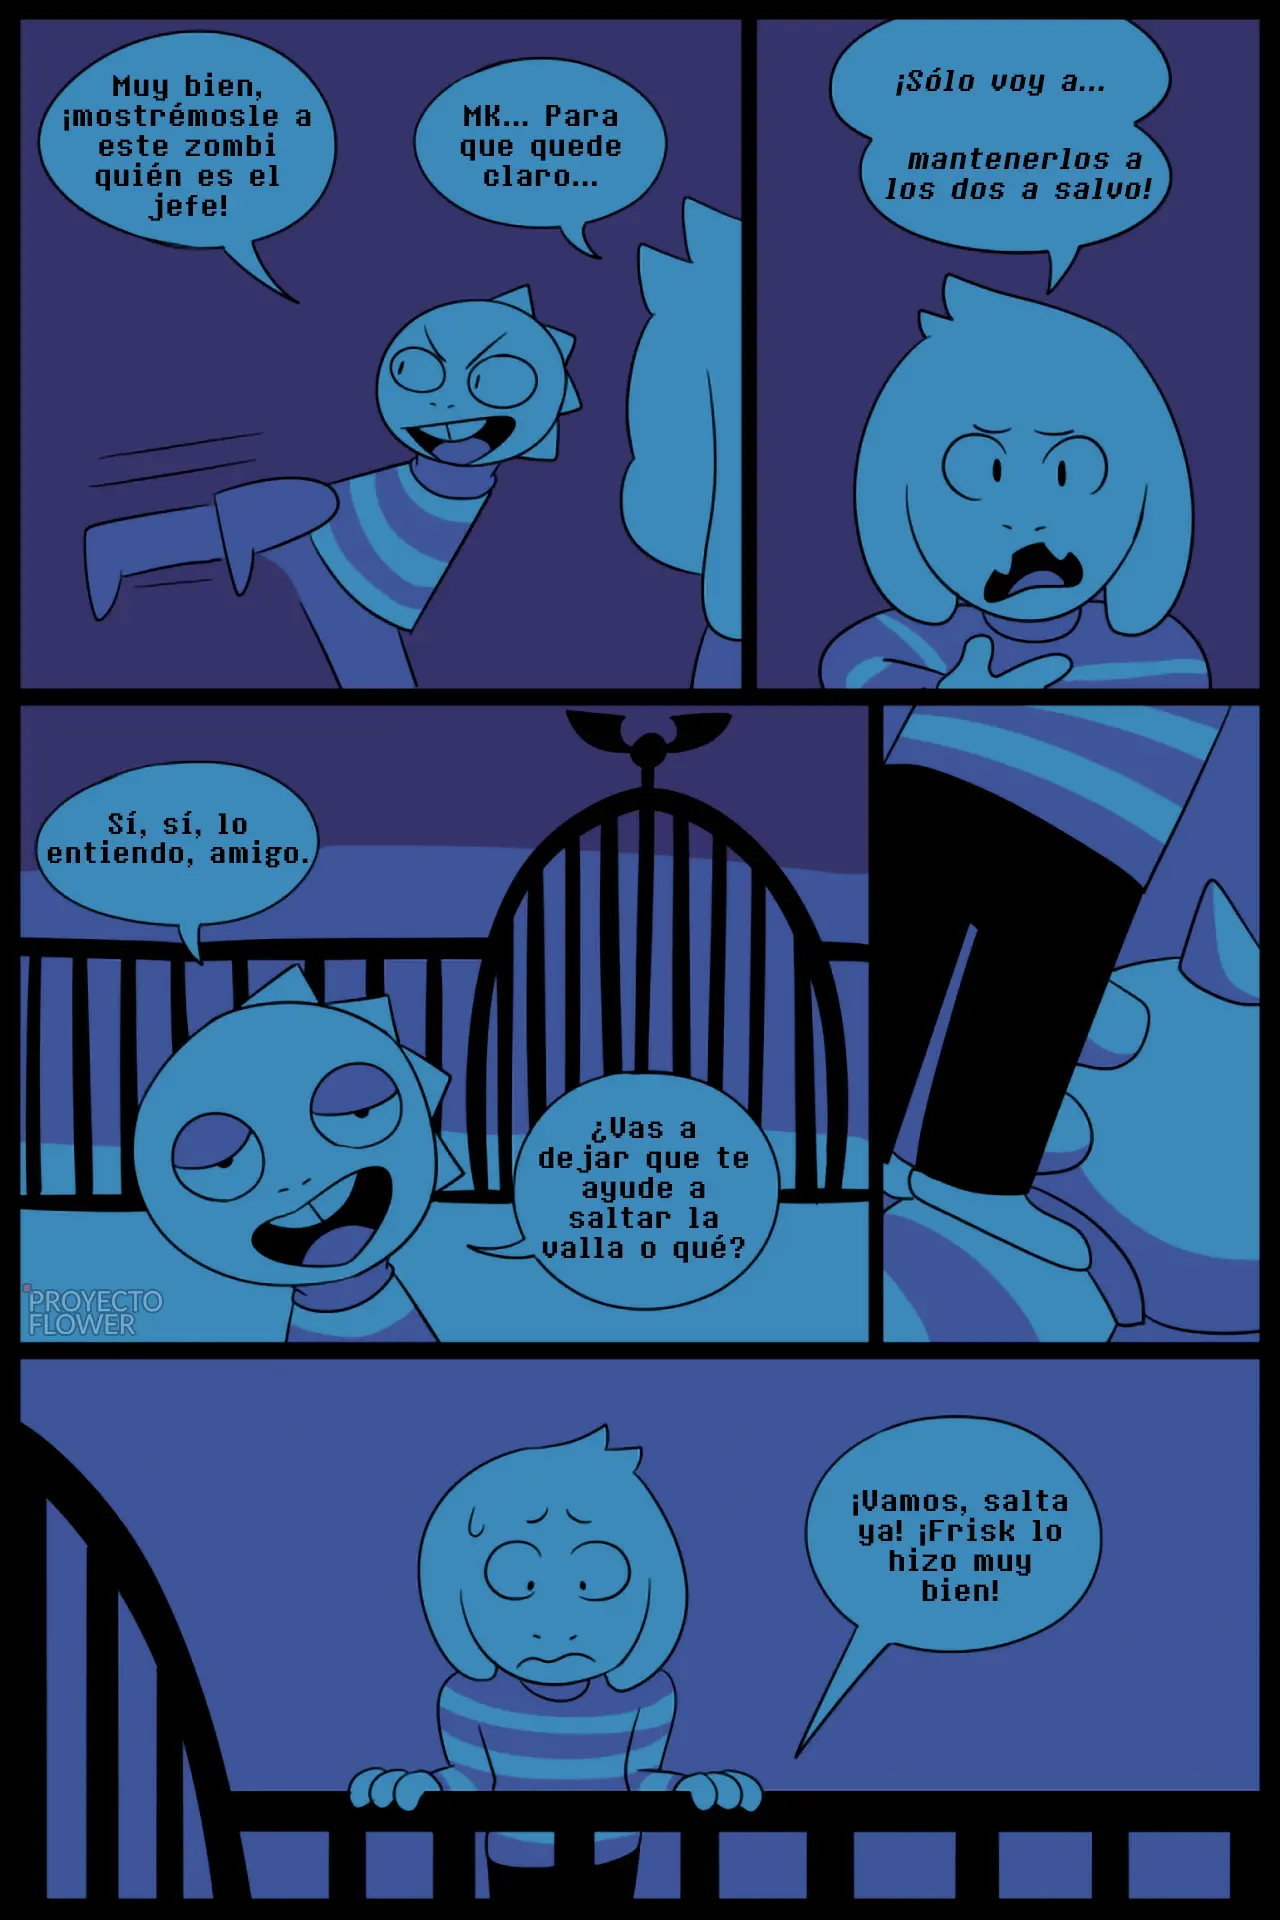 Muy bien,
¡mostrémosle a
este zombi
quién es el
jefe!
MK... Para
que quede
claro...
¡Sólo voy a...
mantenerlos a
los dos a salvo!
Sí, sí, lo
entiendo, amigo.
¿Vas a
dejar que te
ayude a
saltar la
valla o qué?
PROYECTO
FLOWER
¡Vamos, salta
ya! ¡Frisk lo
hizo muy
bien!